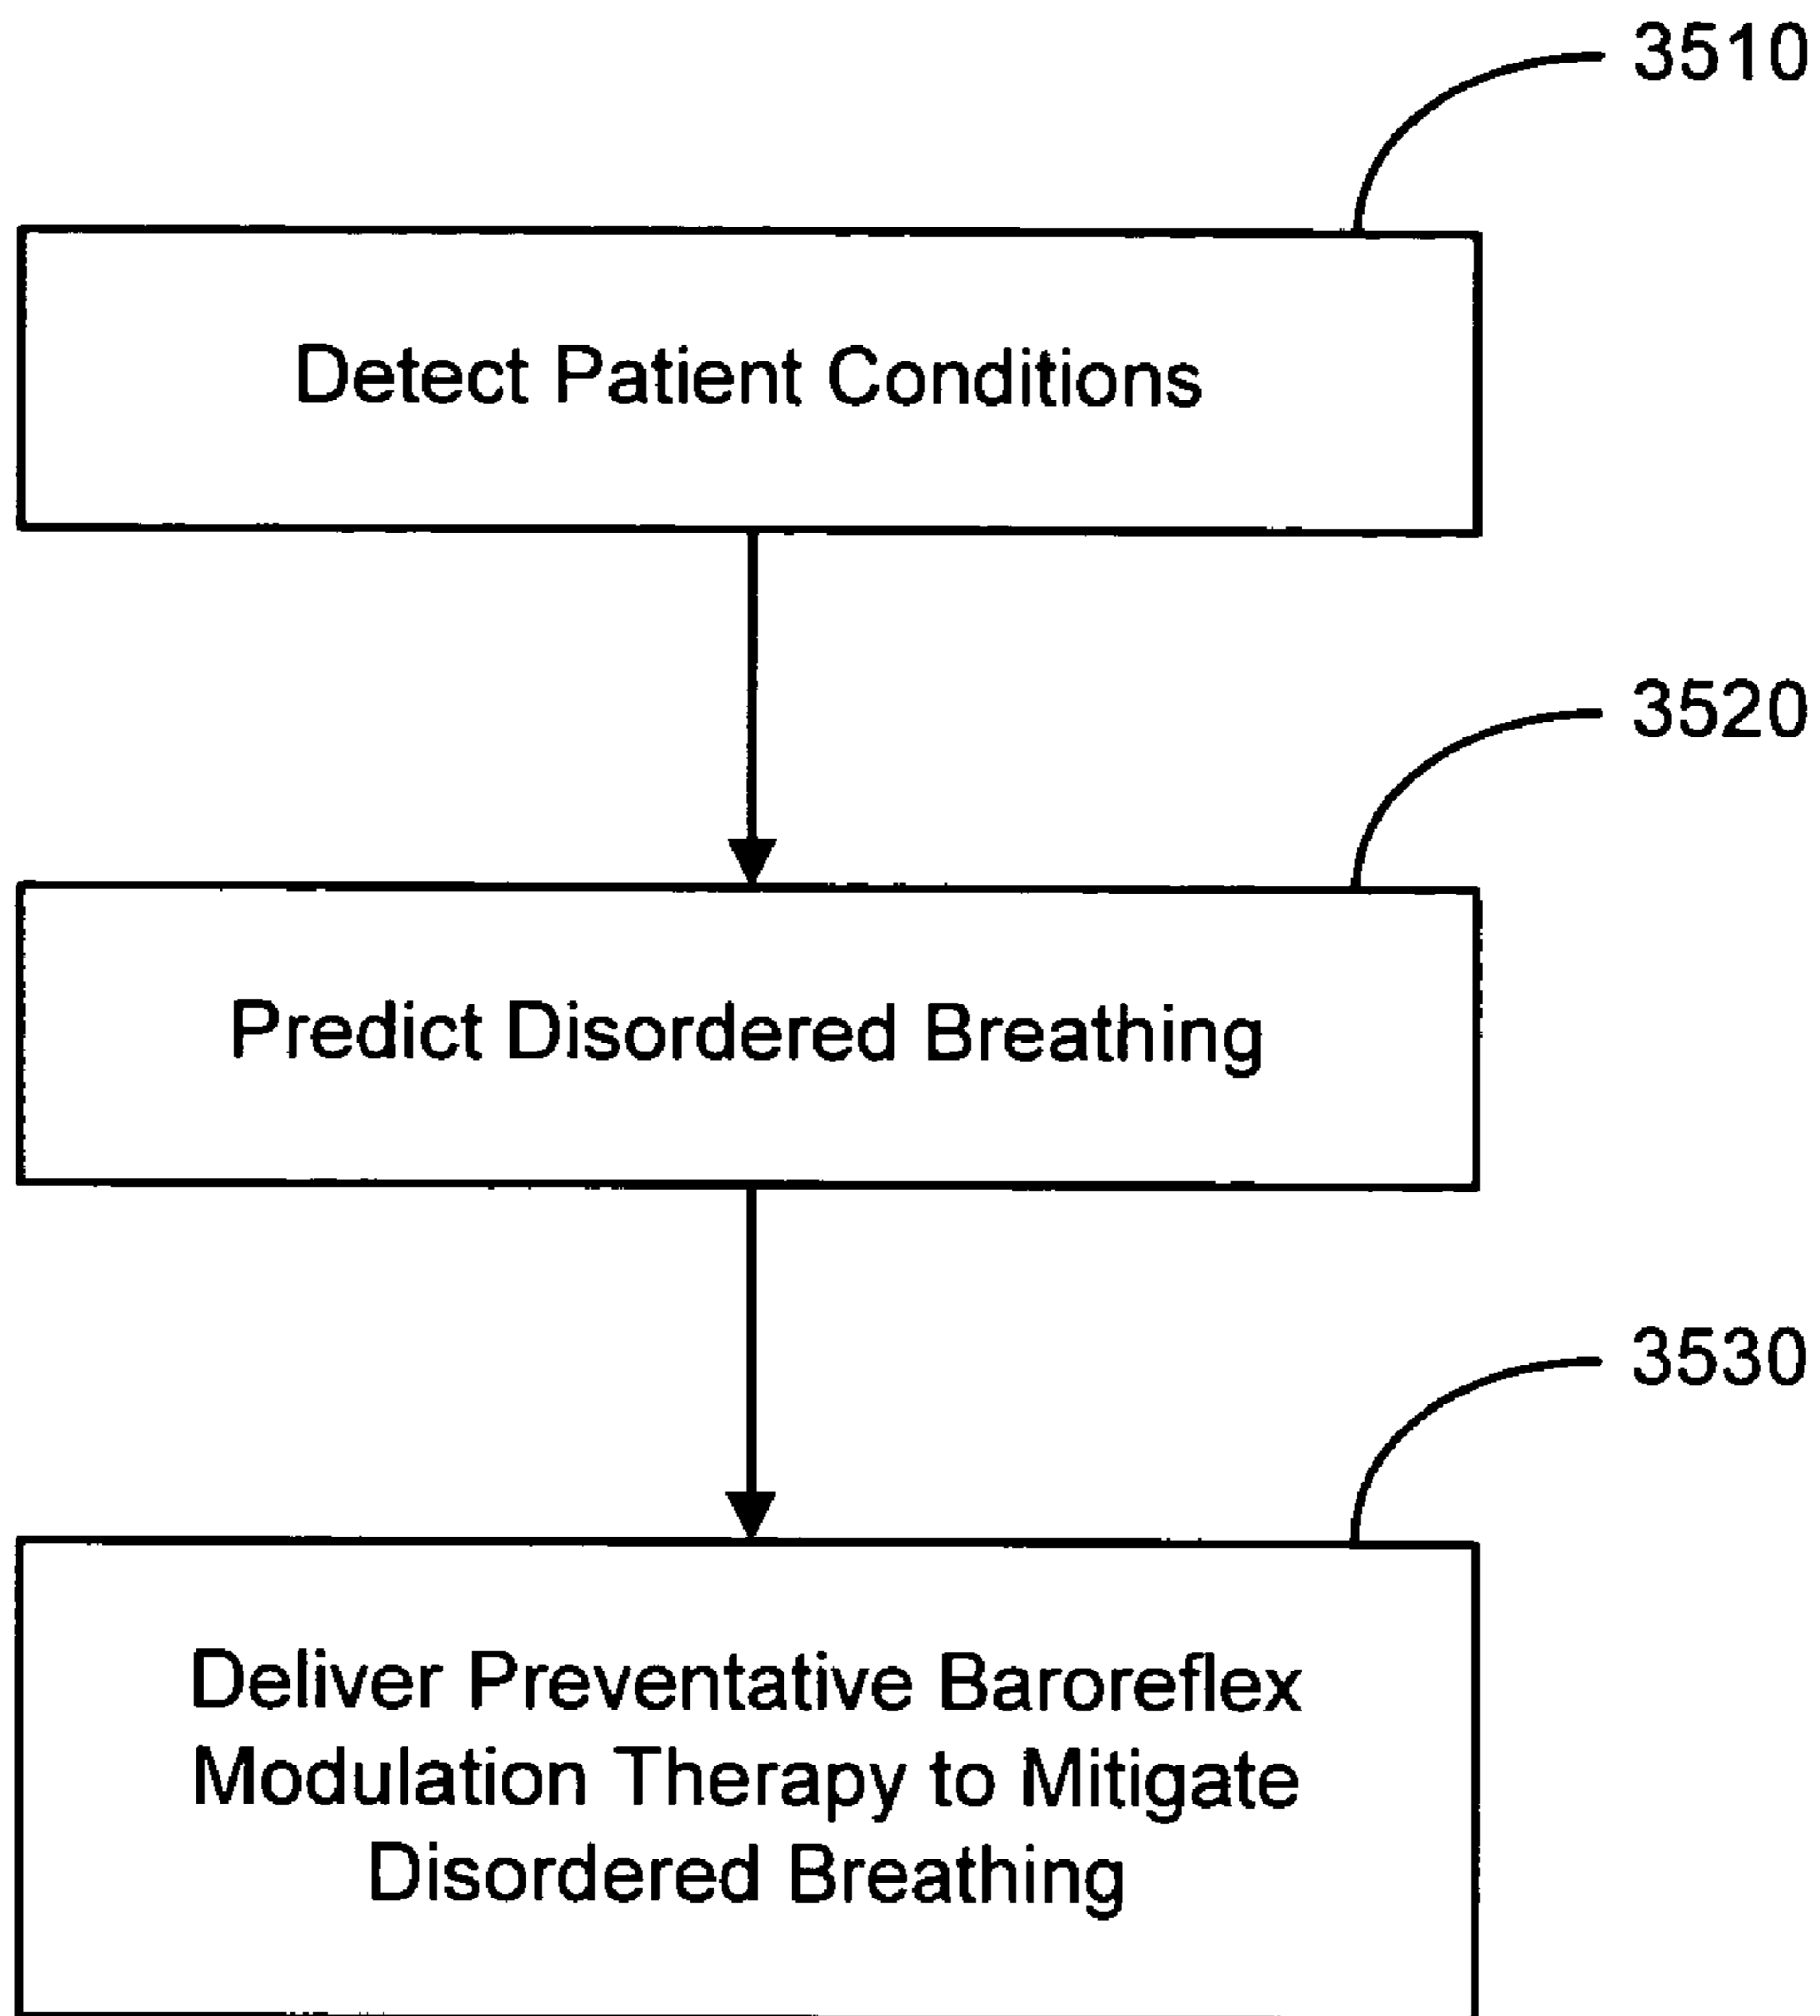 3510
Detect Patient Conditions
3520
Predict Disordered Breathing
3530
Deliver Preventative Baroreflex
Modulation Therapy to Mitigate
Disordered Breathing